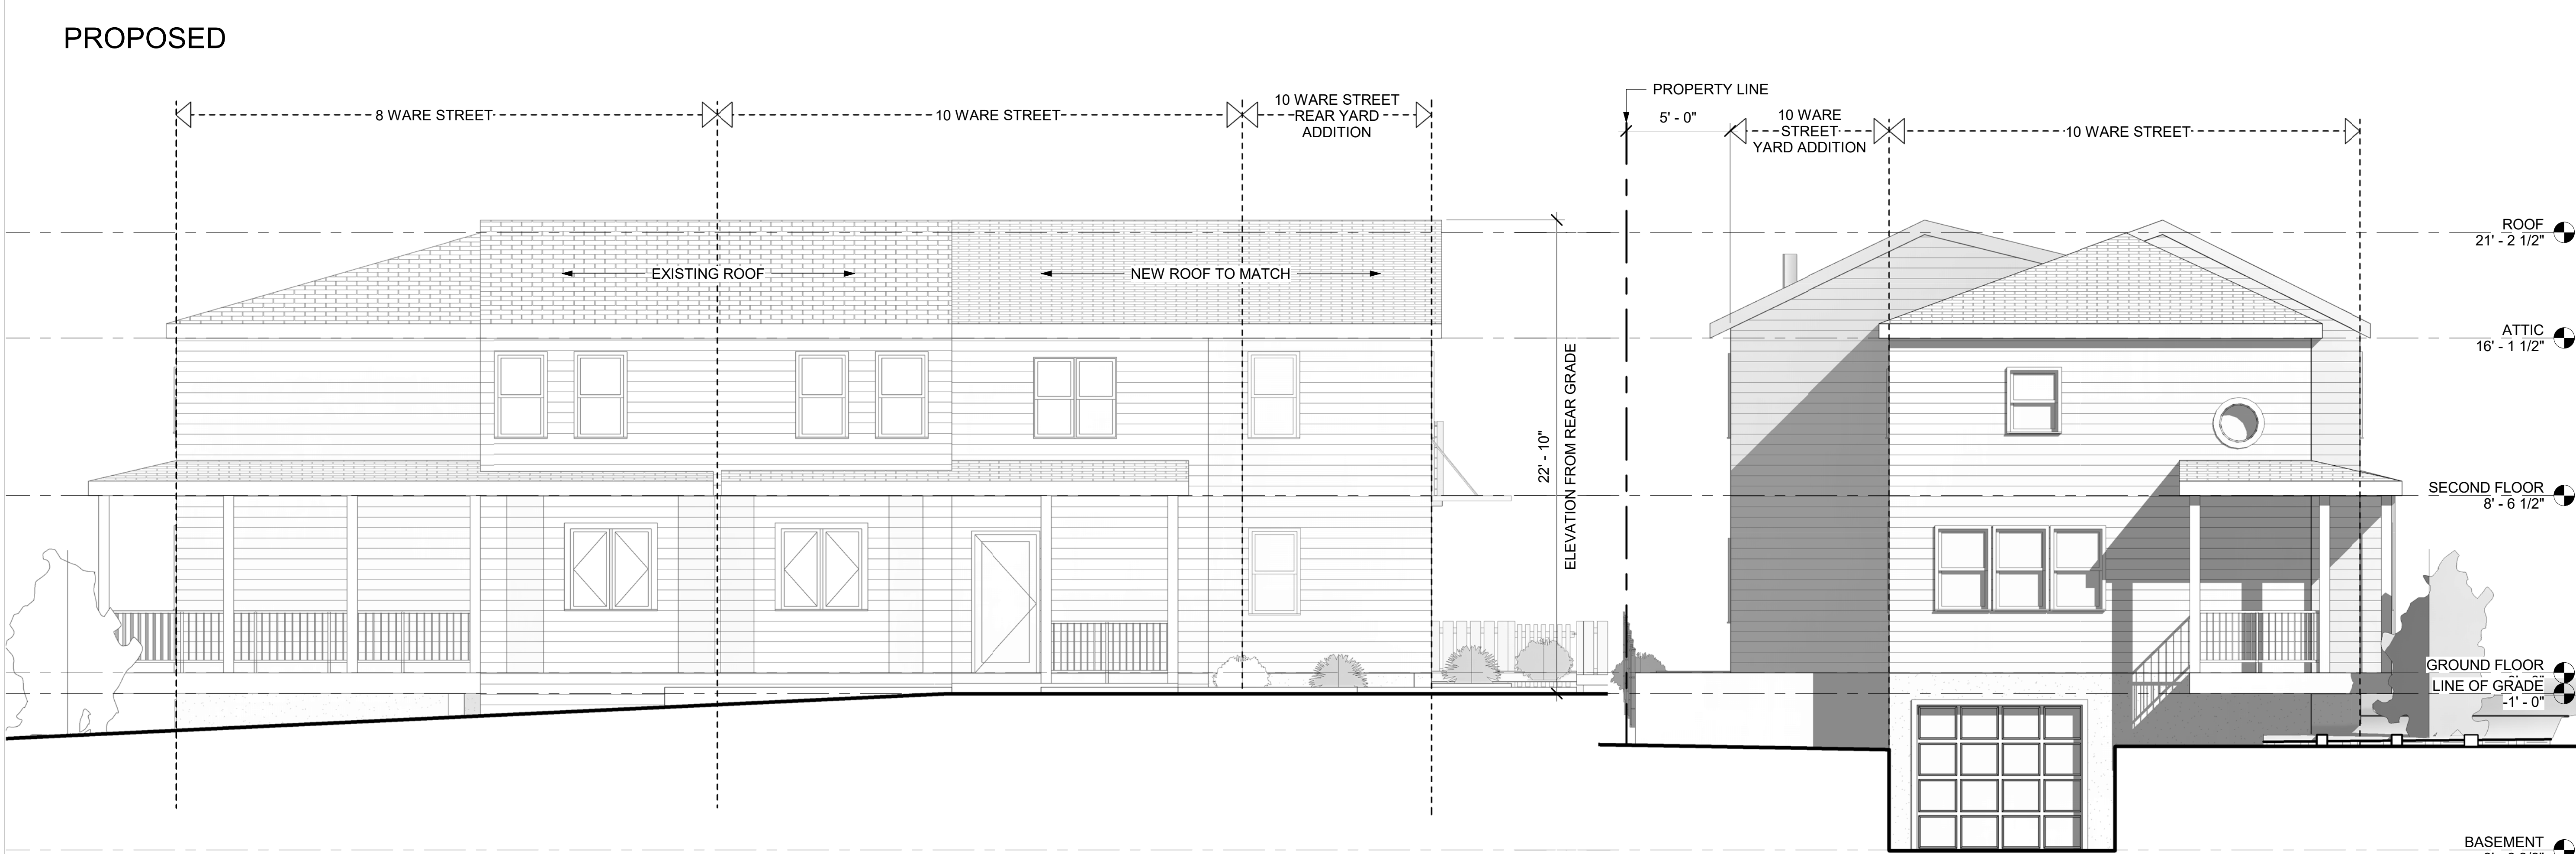 PROPOSED
8 WARE STREET
10 WARE STREET
10 WARE STREET
REAR YARD
ADDITION
PROPERTY LINE
5' - 0"
10 WARE
STREET
YARD ADDITION
10 WARE STREET
EXISTING ROOF
NEW ROOF TO MATCH
22' - 10"
ELEVATION FROM REAR GRADE
ROOF
21' - 2 1/2"
ATTIC
16' - 1 1/2"
SECOND FLOOR
8' - 6 1/2"
GROUND FLOOR
LINE OF GRADE
-1' - 0"
BASEMENT